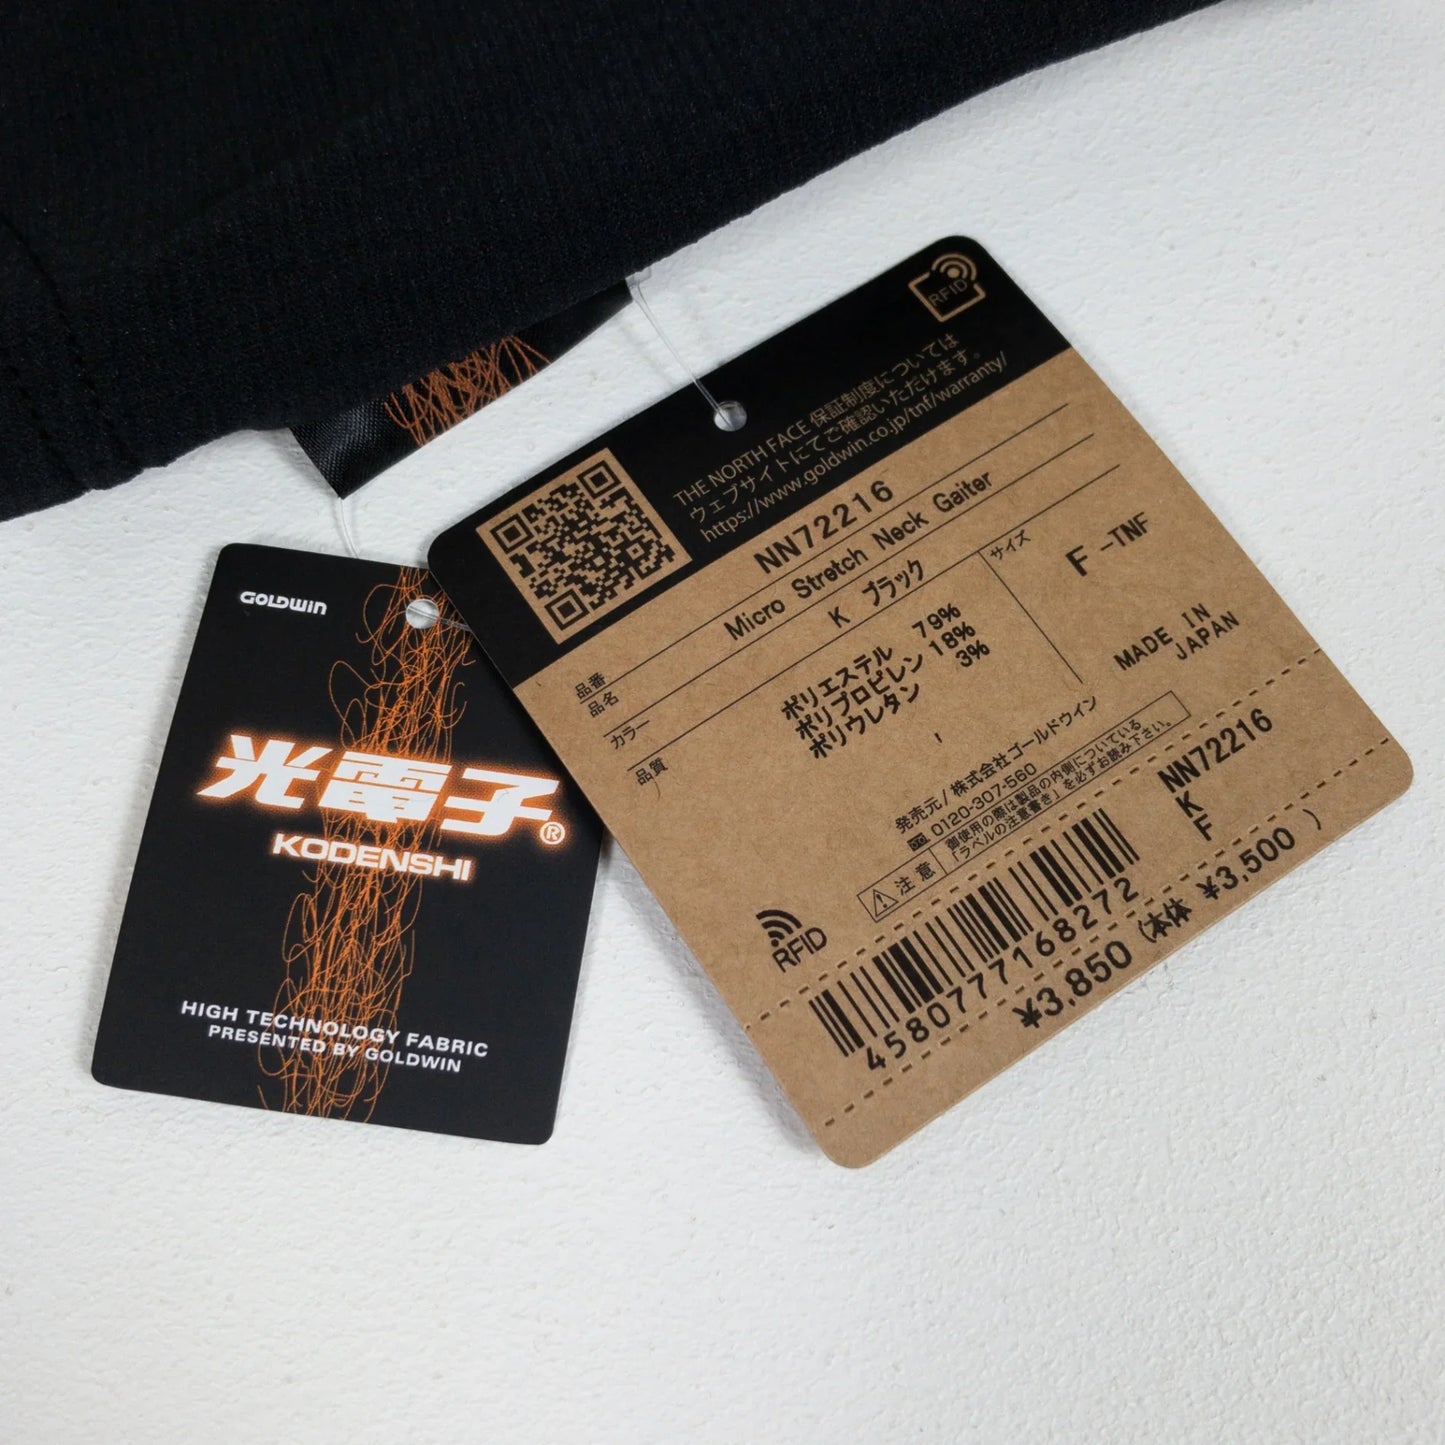 GOLDWIN
光電子®
KODENSHI
HIGH TECHNOLOGY FABRIC
PRESENTED BY GOLDWIN
RFID
THE NORTH FACE 保証制度については
ウェブサイトにてご確認いただけます。
https://www.goldwin.co.jp/tnf/warranty/
品番 NN72216
品名 Micro Stretch Neck Gaiter
カラー K ブラック
品質
ポリエステル 79%
ポリプロピレン 18%
ポリウレタン 3%
サイズ
F -TNF
MADE IN
JAPAN
発売元/株式会社ゴールドウイン
0120-307-560
注意
御使用の際は製品の内側についている
「ラベルの注意書き」を必ずお読み下さい。
RFID
NN72216
K
F
4580777168272
¥3,850 (本体 ¥3,500 )